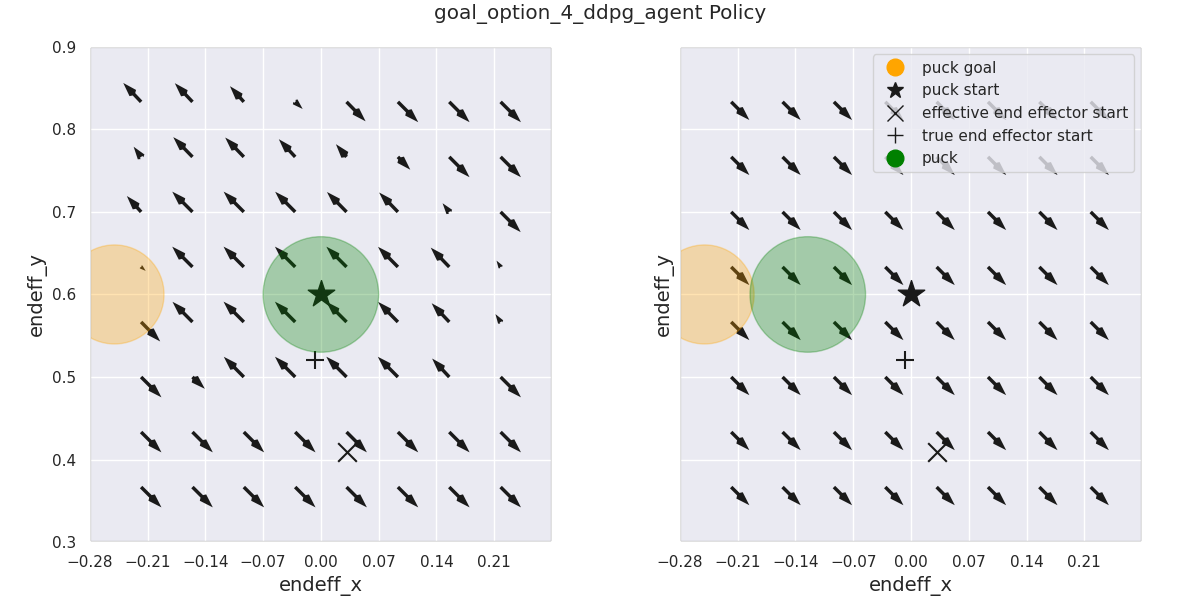 goal_option_4_ddpg_agent Policy
0.9
0.8
0.7
0.6
0.5
0.4
0.3
endeff_y
−0.28 −0.21 −0.14 −0.07 0.00 0.07 0.14 0.21
endeff_x
puck goal
puck start
effective end effector start
true end effector start
puck
endeff_y
−0.28 −0.21 −0.14 −0.07 0.00 0.07 0.14 0.21
endeff_x